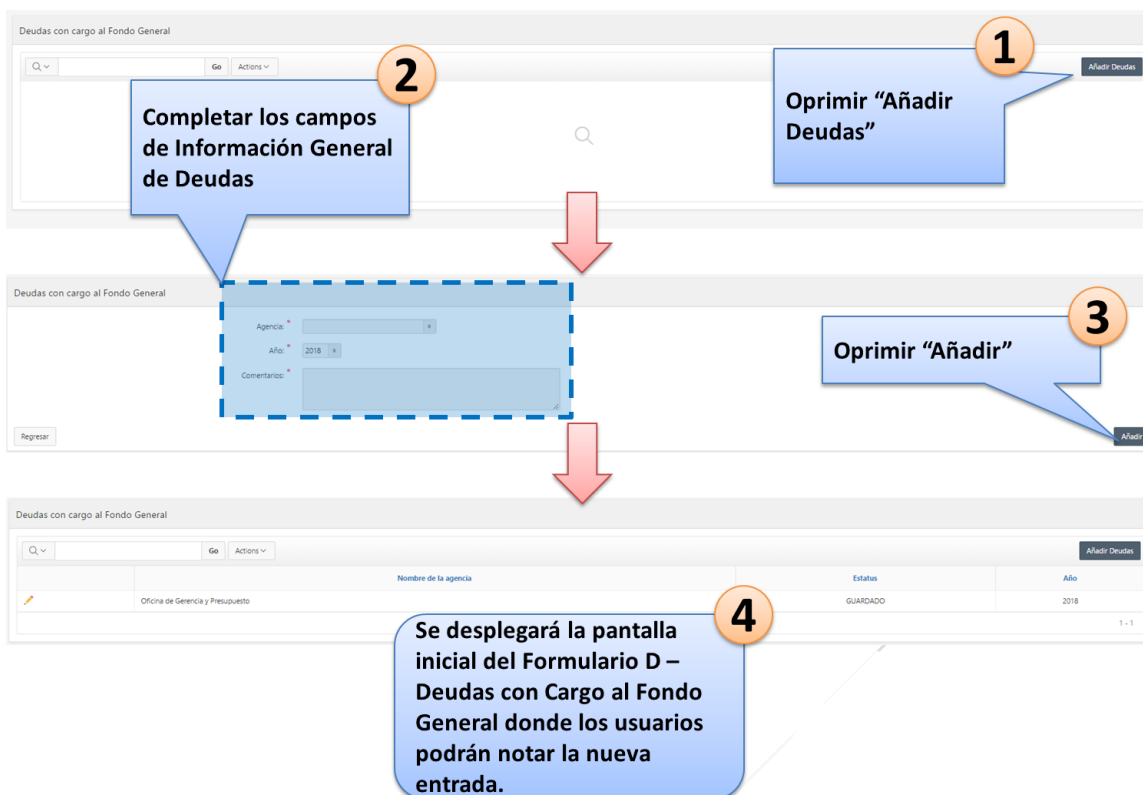 Deudas con cargo al Fondo General
1
Go
Actions
Añadir Deudas
2
Oprimir “Añadir
Deudas”
Completar los campos
de Información General
de Deudas
Deudas con cargo al Fondo General
Agencia: *
Año: * 2018
Comentarios: *
3
Oprimir “Añadir”
Regresar
Añadir
Deudas con cargo al Fondo General
Go
Actions
Añadir Deudas
Nombre de la agencia Estatus Año
Oficina de Gerencia y Presupuesto GUARDADO 2018
1 - 1
4
Se desplegará la pantalla
inicial del Formulario D –
Deudas con Cargo al Fondo
General donde los usuarios
podrán notar la nueva
entrada.